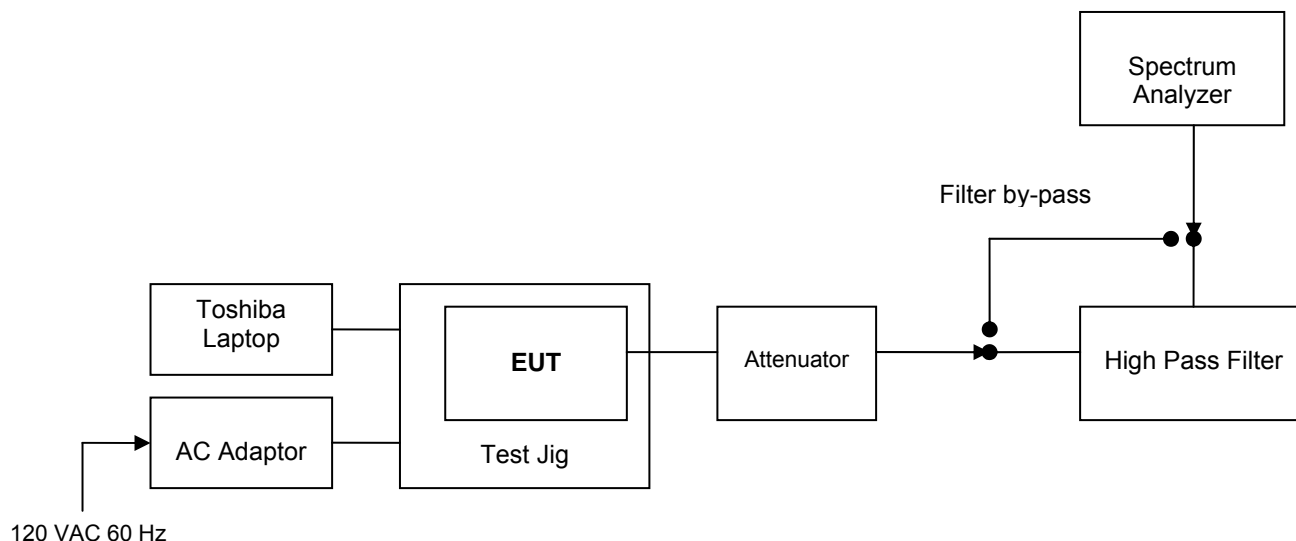 Spectrum
Analyzer
Filter by-pass
Toshiba
Laptop
EUT
Attenuator
High Pass Filter
AC Adaptor
Test Jig
120 VAC 60 Hz